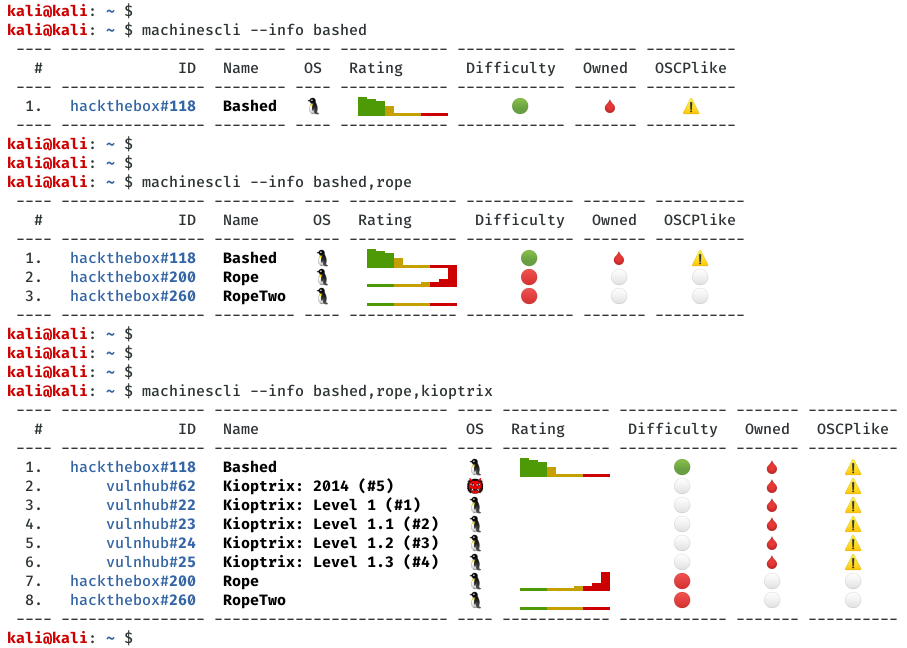 kali@kali: ~ $
kali@kali: ~ $ machinescli --info bashed
---- ---------------- ------- ---- ---------- ------------ ------- ----------
# ID Name OS Rating Difficulty Owned OSCPlike
---- ---------------- ------- ---- ---------- ------------ ------- ----------
1. hackthebox#118 Bashed 🐧 🟢 🩸 ⚠️
---- ---------------- ------- ---- ---------- ------------ ------- ----------
kali@kali: ~ $
kali@kali: ~ $
kali@kali: ~ $ machinescli --info bashed,rope
---- ---------------- -------- ---- ---------- ------------ ------- ----------
# ID Name OS Rating Difficulty Owned OSCPlike
---- ---------------- -------- ---- ---------- ------------ ------- ----------
1. hackthebox#118 Bashed 🐧 🟢 🩸 ⚠️
2. hackthebox#200 Rope 🐧 🔴 ⚪ ⚪
3. hackthebox#260 RopeTwo 🐧 🔴 ⚪ ⚪
---- ---------------- -------- ---- ---------- ------------ ------- ----------
kali@kali: ~ $
kali@kali: ~ $
kali@kali: ~ $
kali@kali: ~ $ machinescli --info bashed,rope,kioptrix
---- ---------------- ------------------------- ---- ------------ ------------ ------- ----------
# ID Name OS Rating Difficulty Owned OSCPlike
---- ---------------- ------------------------- ---- ------------ ------------ ------- ----------
1. hackthebox#118 Bashed 🐧 🟢 🩸 ⚠️
2. vulnhub#62 Kioptrix: 2014 (#5) 👹 ⚪ 🩸 ⚠️
3. vulnhub#22 Kioptrix: Level 1 (#1) 🐧 ⚪ 🩸 ⚠️
4. vulnhub#23 Kioptrix: Level 1.1 (#2) 🐧 ⚪ 🩸 ⚠️
5. vulnhub#24 Kioptrix: Level 1.2 (#3) 🐧 ⚪ 🩸 ⚠️
6. vulnhub#25 Kioptrix: Level 1.3 (#4) 🐧 ⚪ 🩸 ⚠️
7. hackthebox#200 Rope 🐧 🔴 ⚪ ⚪
8. hackthebox#260 RopeTwo 🐧 🔴 ⚪ ⚪
---- ---------------- ------------------------- ---- ------------ ------------ ------- ----------
kali@kali: ~ $